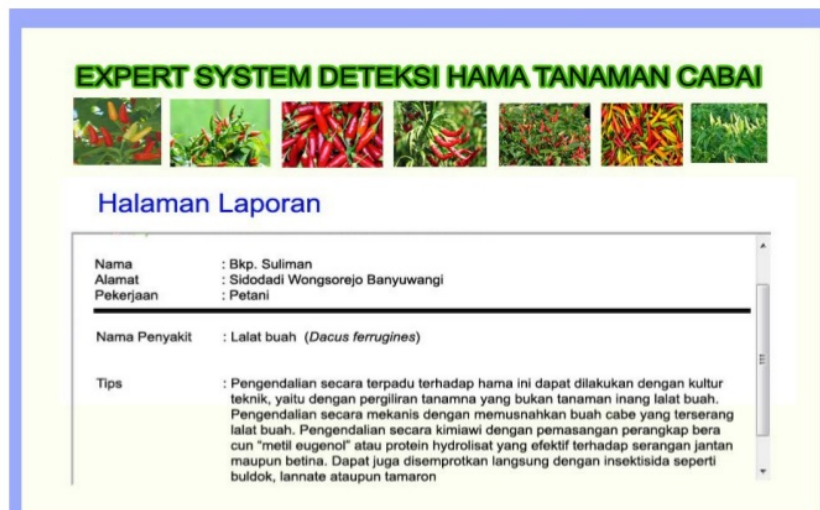 EXPERT SYSTEM DETEKSI HAMA TANAMAN CABAI
Halaman Laporan
Nama : Bkp. Suliman
Alamat : Sidodadi Wongsorejo Banyuwangi
Pekerjaan : Petani
Nama Penyakit : Lalat buah (Dacus ferrugines)
Tips : Pengendalian secara terpadu terhadap hama ini dapat dilakukan dengan kultur
teknik, yaitu dengan pergiliran tanamna yang bukan tanaman inang lalat buah.
Pengendalian secara mekanis dengan memusnahkan buah cabe yang terserang
lalat buah. Pengendalian secara kimiawi dengan pemasangan perangkap bera
cun “metil eugenol” atau protein hydrolisat yang efektif terhadap serangan jantan
maupun betina. Dapat juga disemprotkan langsung dengan insektisida seperti
buldok, lannate ataupun tamaron